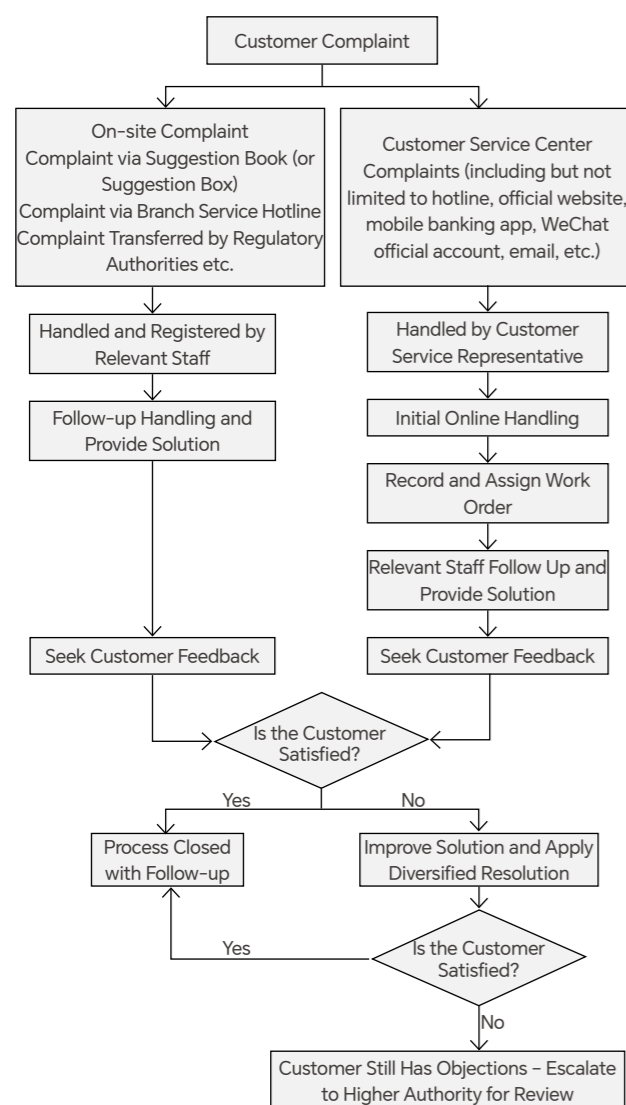 Customer Complaint
On-site Complaint
Complaint via Suggestion Book (or
Suggestion Box)
Complaint via Branch Service Hotline
Complaint Transferred by Regulatory
Authorities etc.
Customer Service Center
Complaints (including but not
limited to hotline, official website,
mobile banking app, WeChat
official account, email, etc.)
Handled and Registered by
Relevant Staff
Handled by Customer
Service Representative
Follow-up Handling and
Provide Solution
Initial Online Handling
Record and Assign Work
Order
Relevant Staff Follow Up and
Provide Solution
Seek Customer Feedback
Seek Customer Feedback
Is the Customer
Satisfied?
Yes
No
Process Closed
with Follow-up
Improve Solution and Apply
Diversified Resolution
Yes
Is the Customer
Satisfied?
No
Customer Still Has Objections – Escalate
to Higher Authority for Review